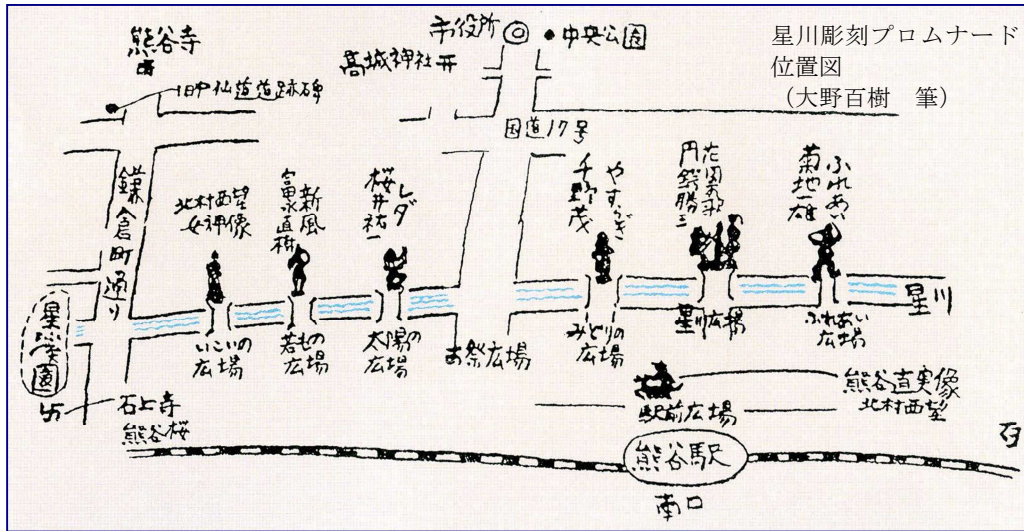 星川彫刻プロムナード
位置図
(大野百樹 筆)
市役所
中央公園
熊谷寺
高城神社
旧中仙道道跡碑
国道17号
鎌倉町通り
北村西望
女神像
新風
富永直樹
レダ
桜井祐一
やすらぎ
千野茂
花園
円鍔勝三
ふれあい
菊地一雄
星川
いこいの
広場
若もの
広場
太陽の
広場
お祭広場
みどりの
広場
星川広場
ふれあい
広場
星溪園
石上寺
熊谷桜
熊谷直実像
北村西望
駅前広場
熊谷駅
南口